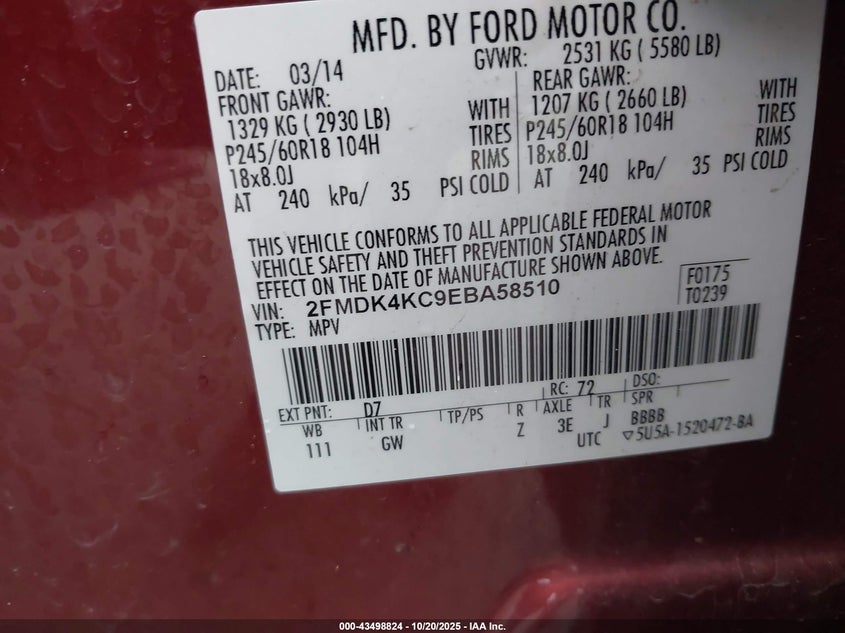 MFD. BY FORD MOTOR CO.
DATE: 03/14
GVWR: 2531 KG ( 5580 LB)
FRONT GAWR:
1329 KG ( 2930 LB) WITH
P245/60R18 104H TIRES
18x8.0J RIMS
AT 240 kPa/ 35 PSI COLD
REAR GAWR:
1207 KG ( 2660 LB) WITH
P245/60R18 104H TIRES
18x8.0J RIMS
AT 240 kPa/ 35 PSI COLD
THIS VEHICLE CONFORMS TO ALL APPLICABLE FEDERAL MOTOR
VEHICLE SAFETY AND THEFT PREVENTION STANDARDS IN
EFFECT ON THE DATE OF MANUFACTURE SHOWN ABOVE.
VIN: 2FMDK4KC9EBA58510
TYPE: MPV
F0175
T0239
EXT PNT: D7 RC: 72 DSO:
WB INT TR TP/PS R AXLE TR SPR
111 GW Z 3E J BBBB
UTC ▽5U5A-1520472-BA
000-43498824 | 10/20/2025 - IAA Inc.